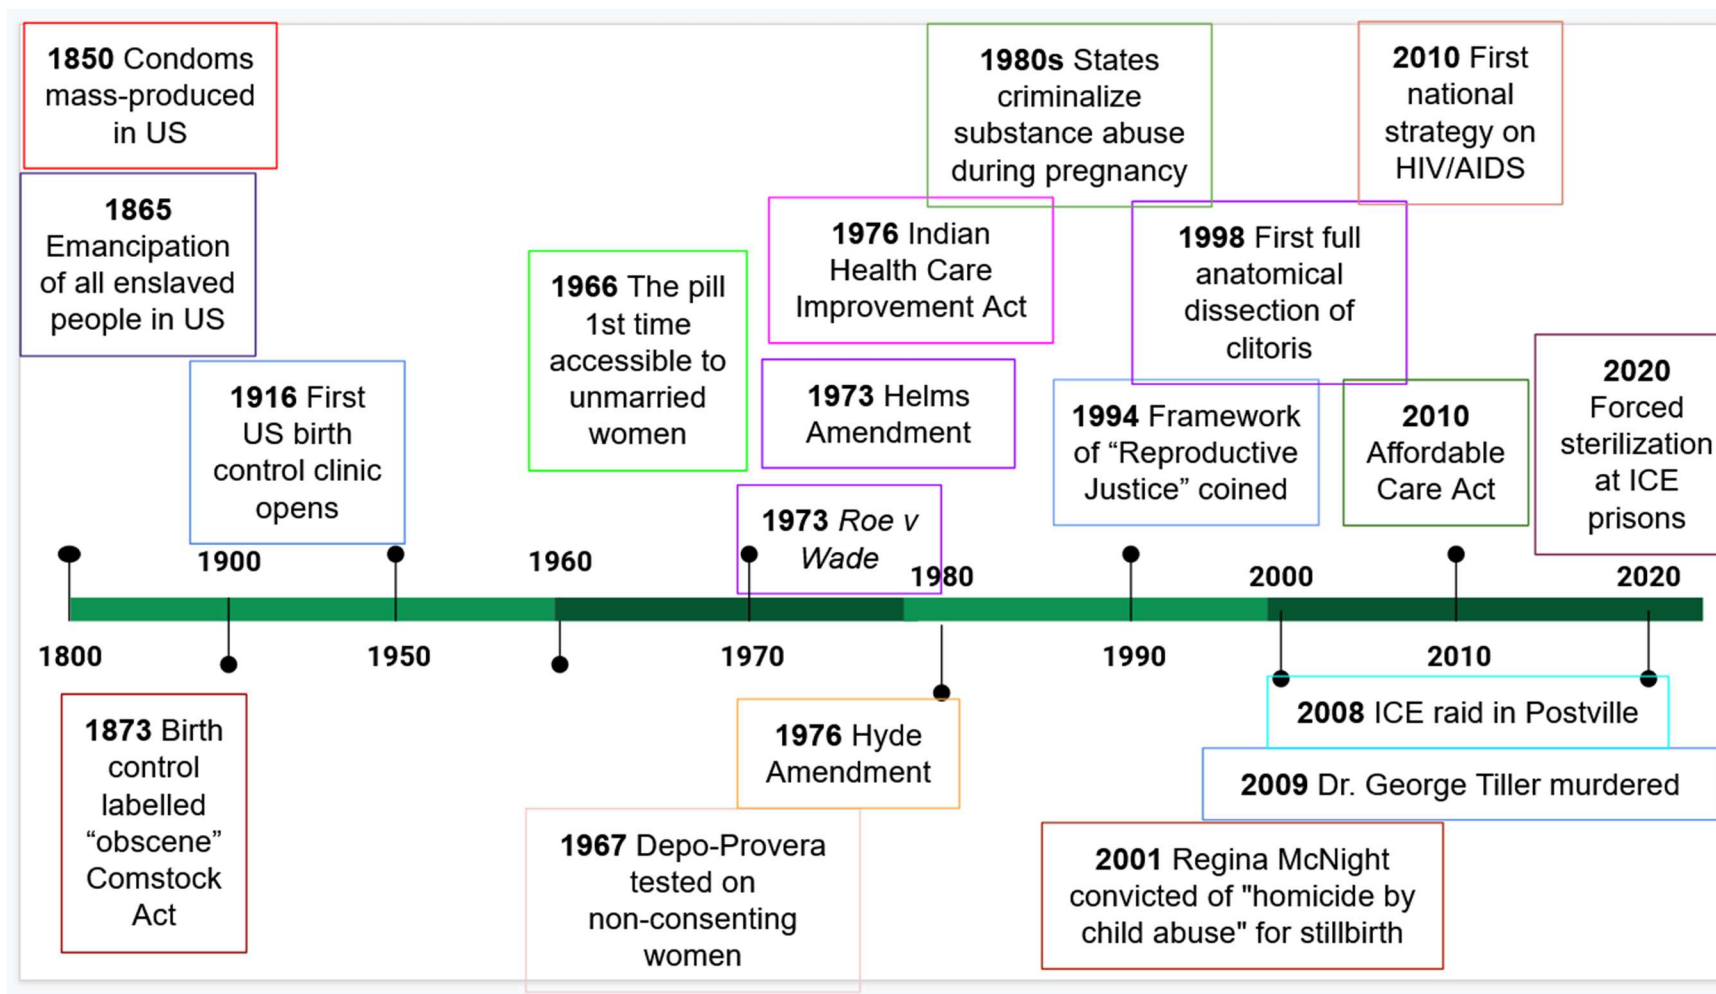 1850 Condoms
mass-produced
in US
1865
Emancipation
of all enslaved
people in US
1916 First
US birth
control clinic
opens
1966 The pill
1st time
accessible to
unmarried
women
1976 Indian
Health Care
Improvement Act
1973 Helms
Amendment
1973 Roe v
Wade
1980s States
criminalize
substance abuse
during pregnancy
1998 First full
anatomical
dissection of
clitoris
1994 Framework
of “Reproductive
Justice” coined
2010 First
national
strategy on
HIV/AIDS
2010
Affordable
Care Act
2020
Forced
sterilization
at ICE
prisons
1900
1960
1980
2000
2020
1800
1950
1970
1990
2010
1873 Birth
control
labelled
“obscene”
Comstock
Act
1976 Hyde
Amendment
1967 Depo-Provera
tested on
non-consenting
women
2008 ICE raid in Postville
2009 Dr. George Tiller murdered
2001 Regina McNight
convicted of "homicide by
child abuse" for stillbirth